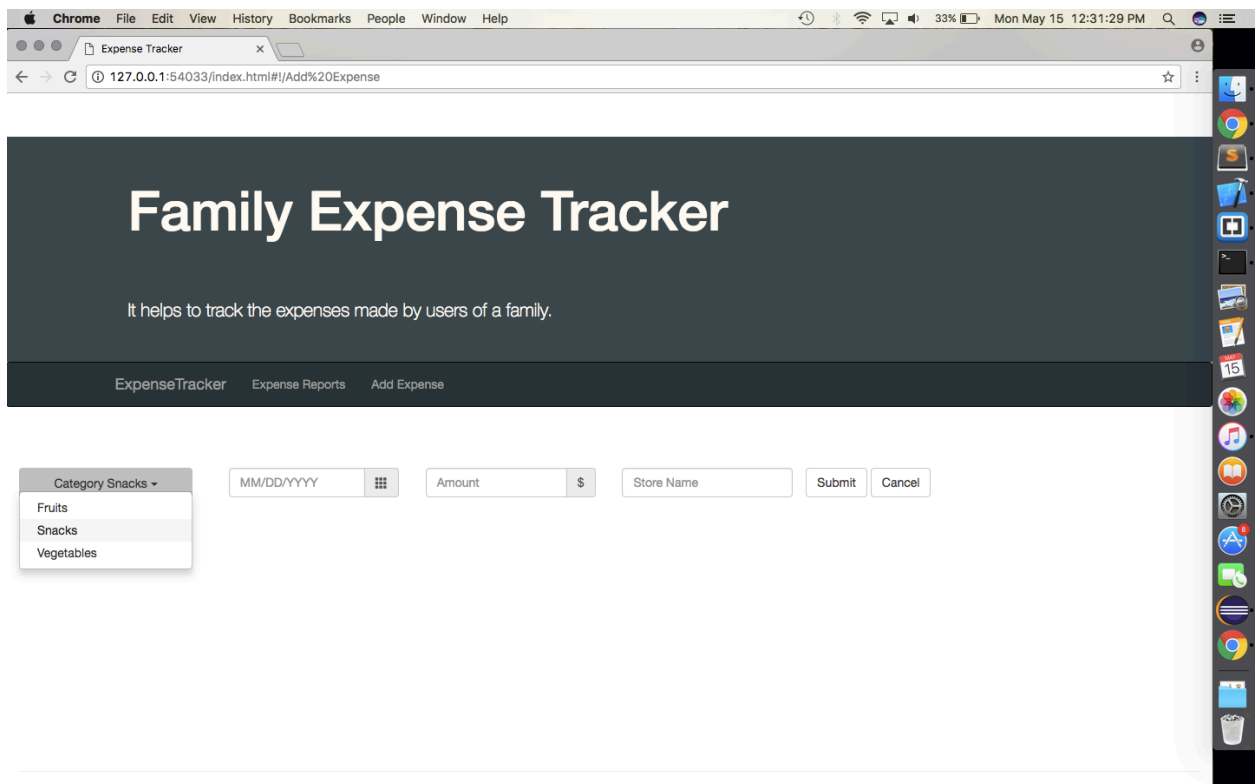 Chrome File Edit View History Bookmarks People Window Help 33% Mon May 15 12:31:29 PM
Expense Tracker
127.0.0.1:54033/index.html#!/Add%20Expense
Family Expense Tracker
It helps to track the expenses made by users of a family.
ExpenseTracker Expense Reports Add Expense
Category Snacks MM/DD/YYYY Amount $ Store Name Submit Cancel
Fruits
Snacks
Vegetables
S
>_
MAY
15
8